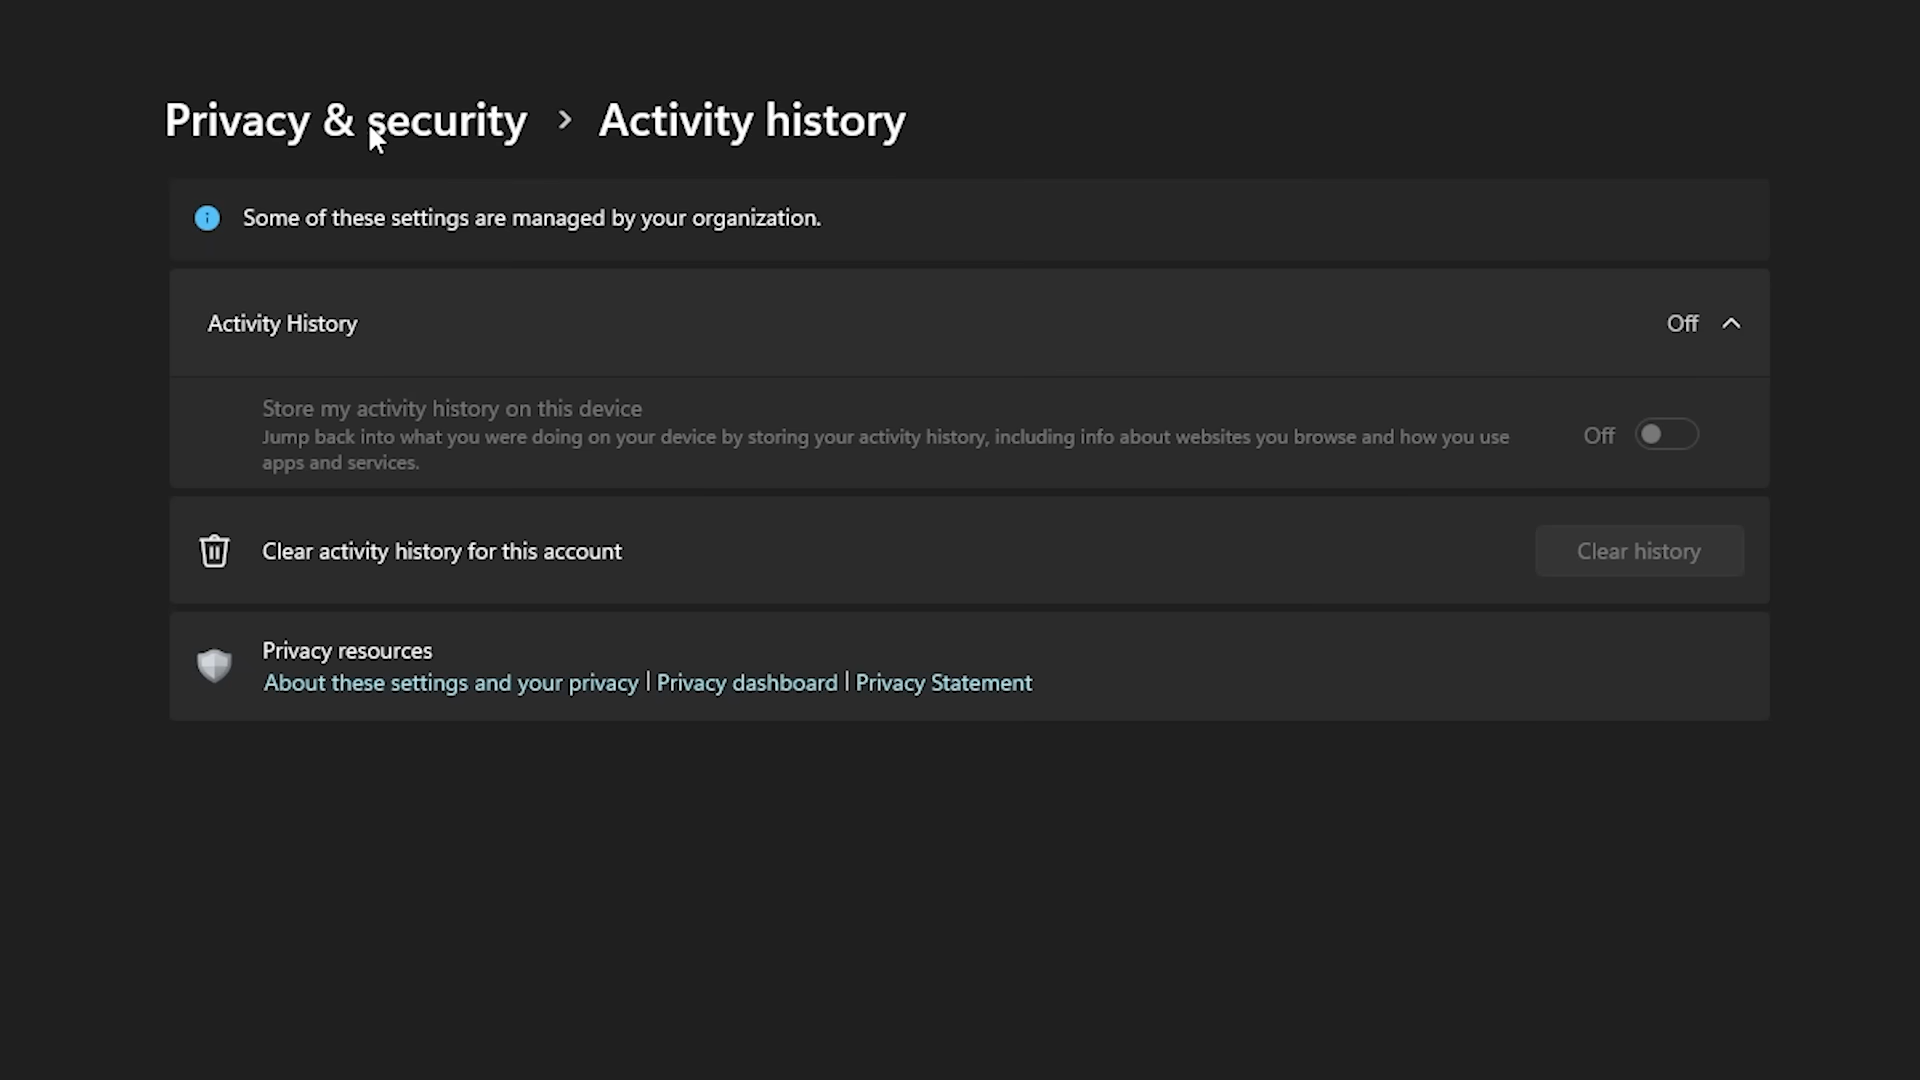 Privacy & security > Activity history
Some of these settings are managed by your organization.
Activity History Off
Store my activity history on this device
Jump back into what you were doing on your device by storing your activity history, including info about websites you browse and how you use
apps and services.
Off
Clear activity history for this account Clear history
Privacy resources
About these settings and your privacy | Privacy dashboard | Privacy Statement